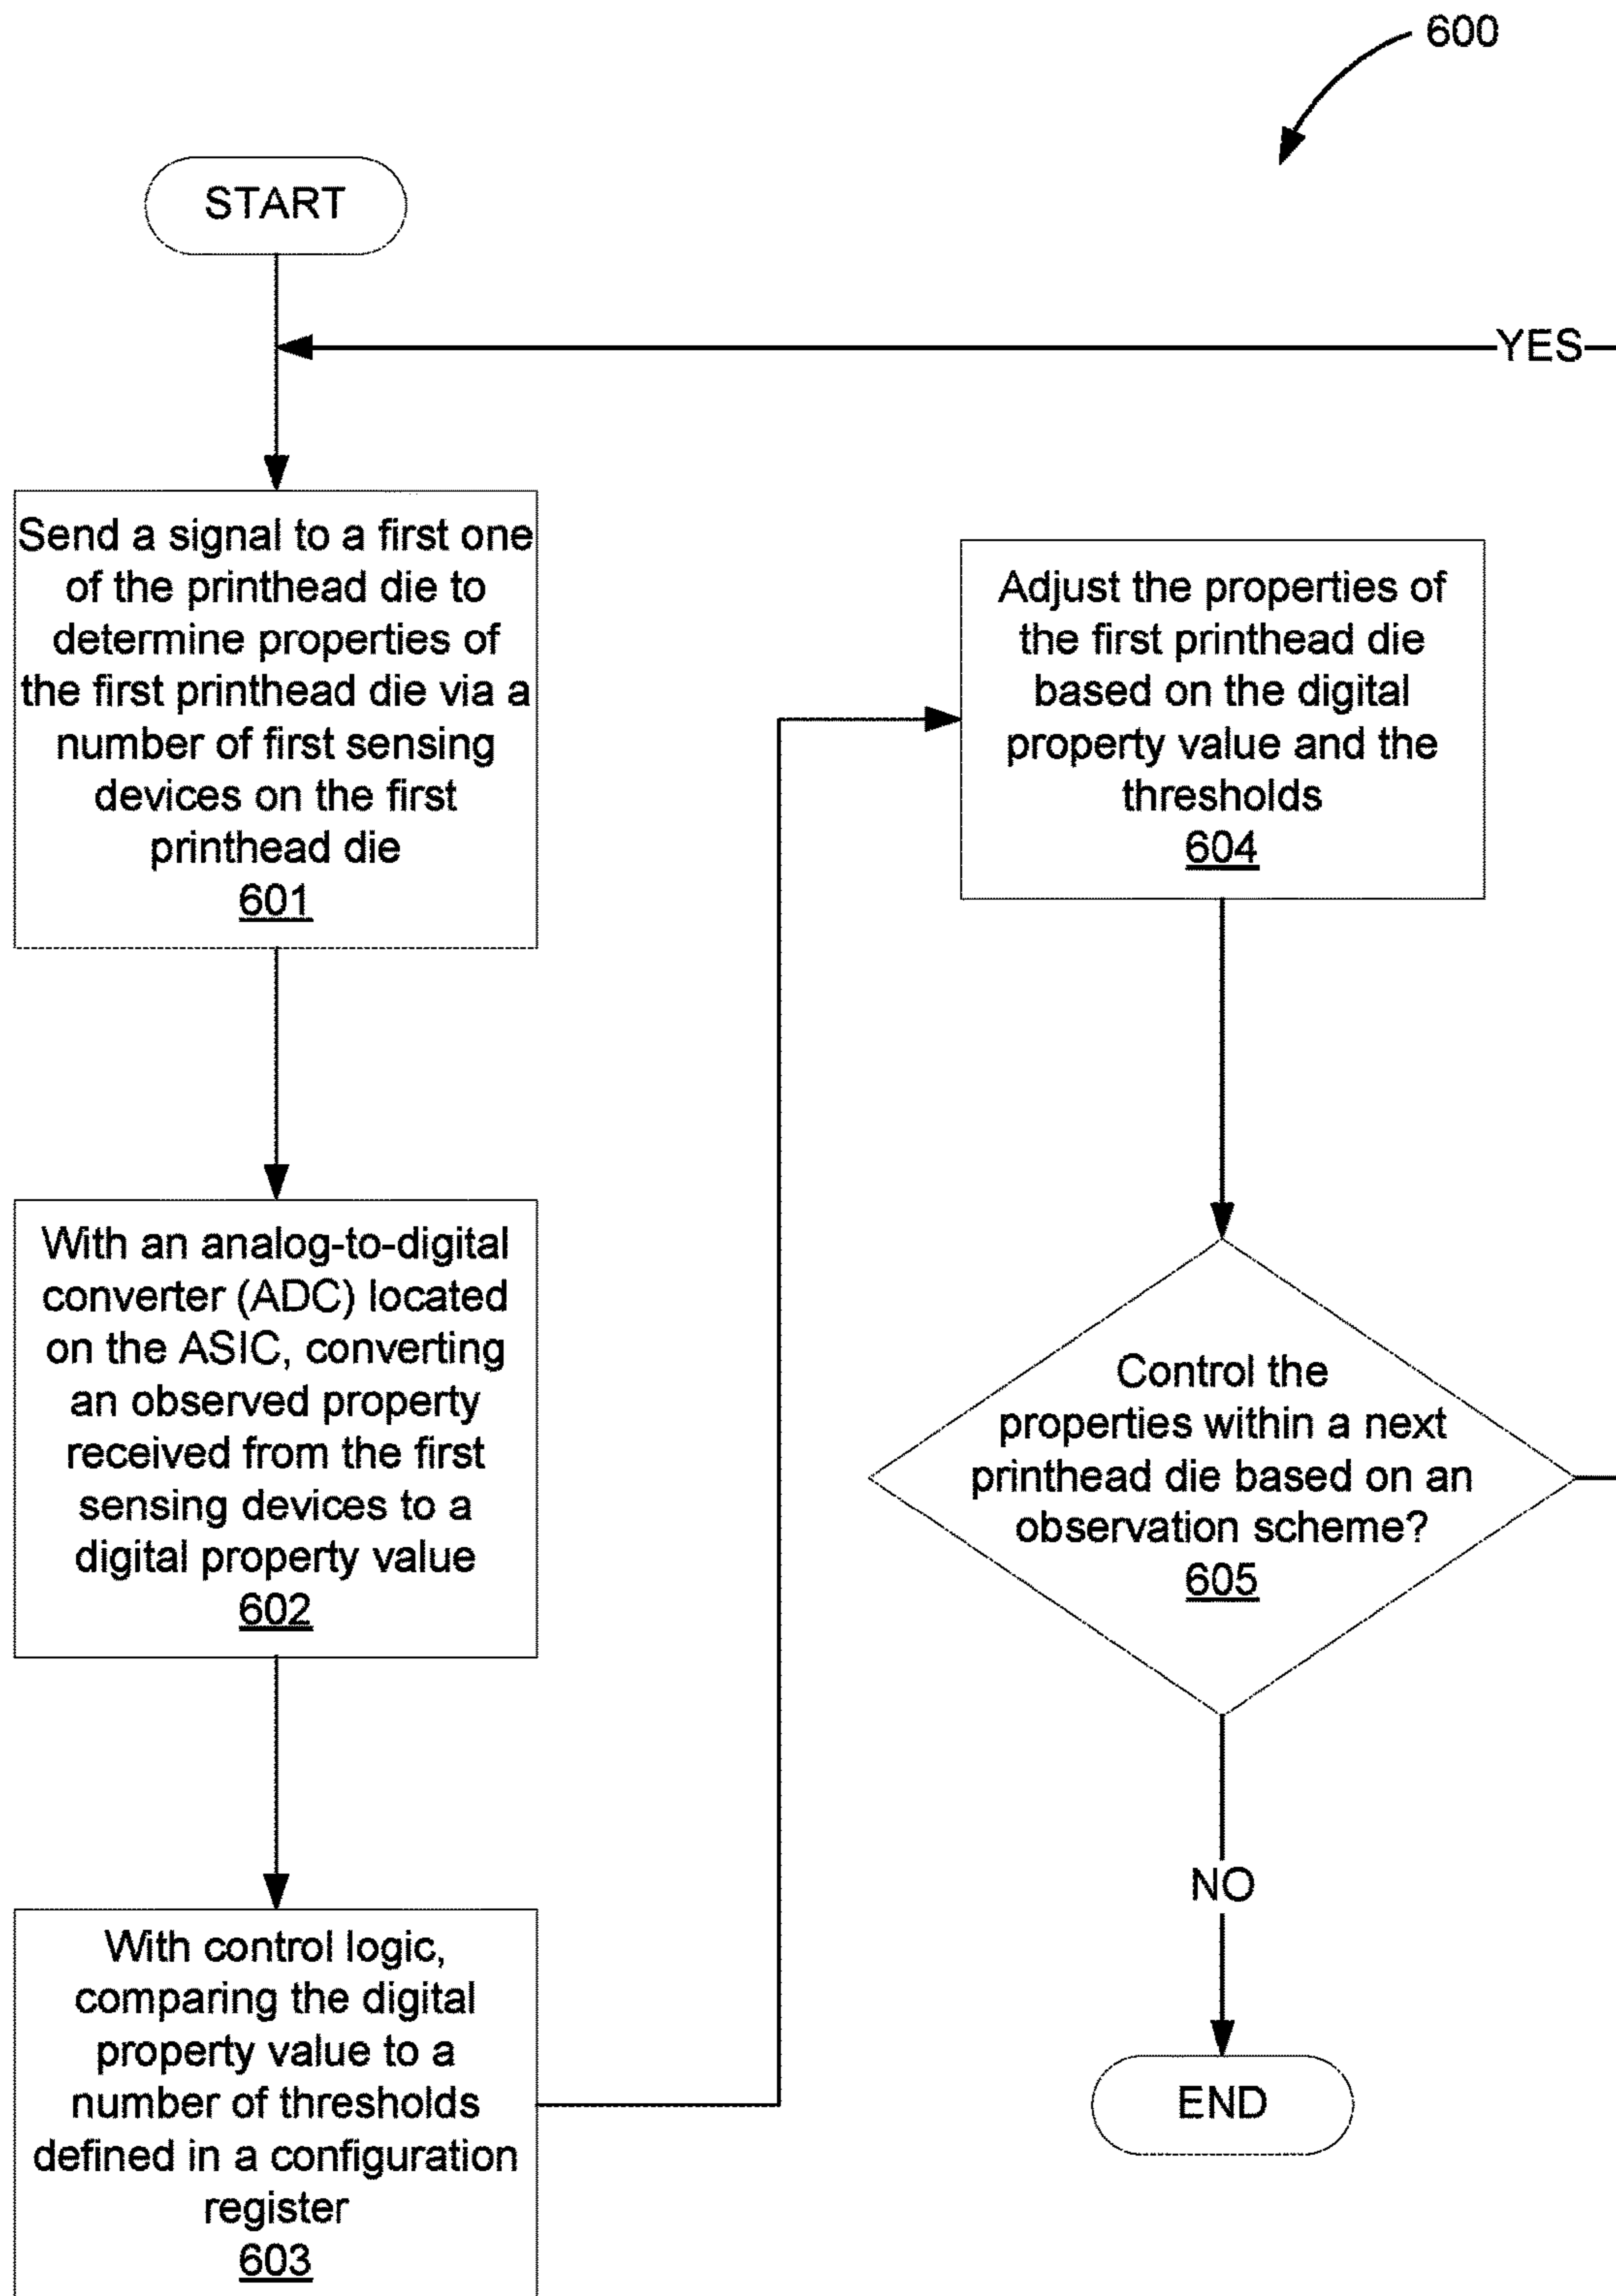 600
START
YES
Send a signal to a first one
of the printhead die to
determine properties of
the first printhead die via a
number of first sensing
devices on the first
printhead die
601
With an analog-to-digital
converter (ADC) located
on the ASIC, converting
an observed property
received from the first
sensing devices to a
digital property value
602
With control logic,
comparing the digital
property value to a
number of thresholds
defined in a configuration
register
603
Adjust the properties of
the first printhead die
based on the digital
property value and the
thresholds
604
Control the
properties within a next
printhead die based on an
observation scheme?
605
NO
END